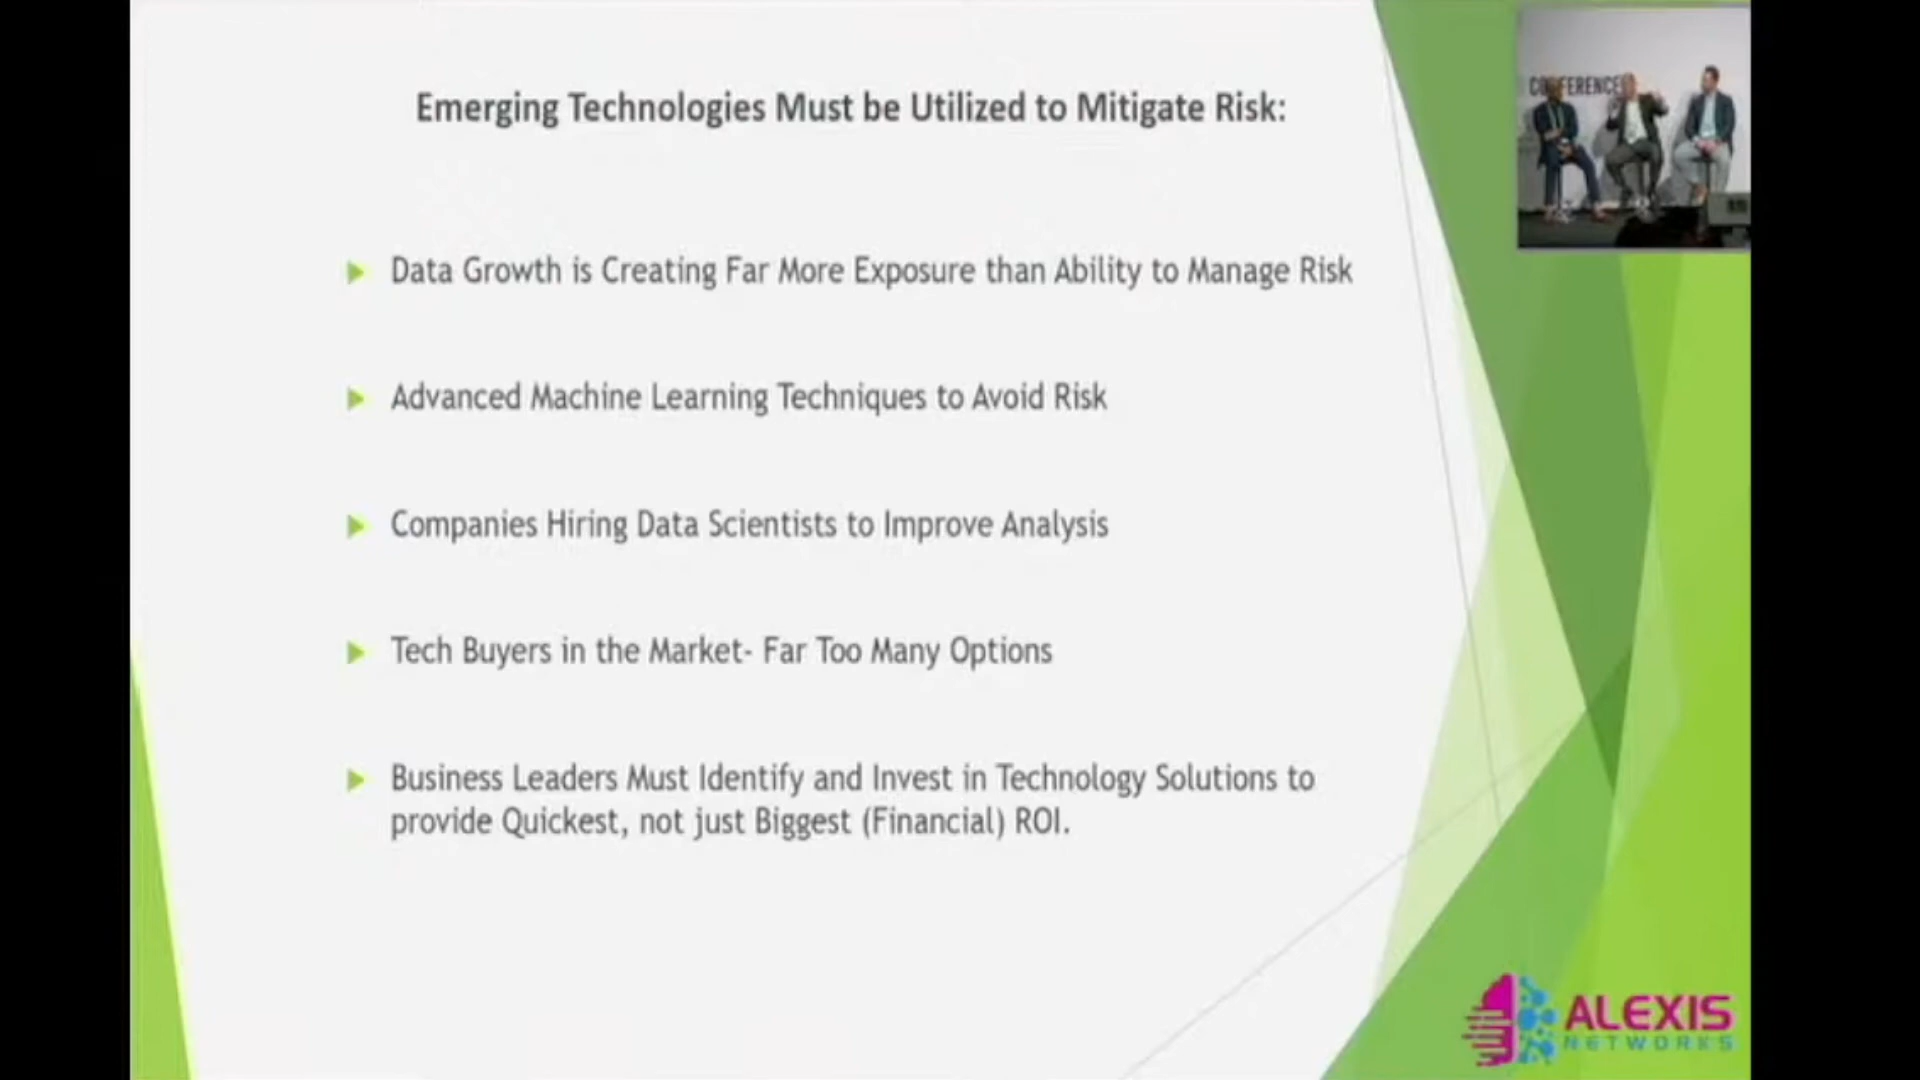 CONFERENCE
Emerging Technologies Must be Utilized to Mitigate Risk:
Data Growth is Creating Far More Exposure than Ability to Manage Risk
Advanced Machine Learning Techniques to Avoid Risk
Companies Hiring Data Scientists to Improve Analysis
Tech Buyers in the Market- Far Too Many Options
Business Leaders Must Identify and Invest in Technology Solutions to
provide Quickest, not just Biggest (Financial) ROI.
ALEXIS
NETWORKS